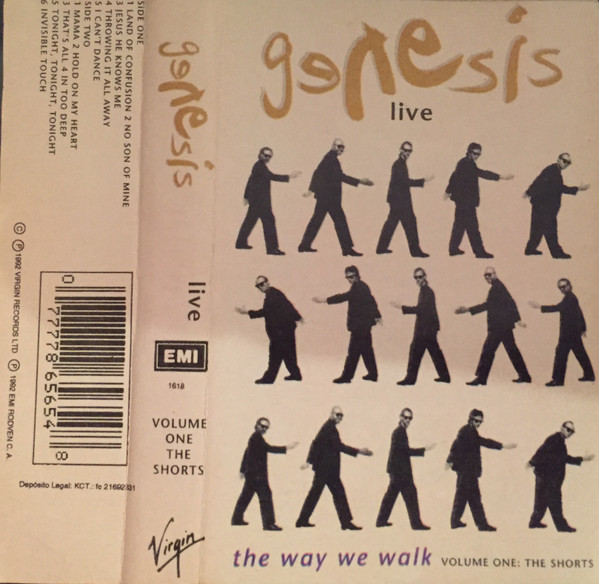 SIDE ONE
1 LAND OF CONFUSION 2 NO SON OF MINE
3 JESUS HE KNOWS ME
4 THROWING IT ALL AWAY
5 I CAN'T DANCE
SIDE TWO
1 MAMA 2 HOLD ON MY HEART
3 THAT'S ALL 4 IN TOO DEEP
5 TONIGHT, TONIGHT, TONIGHT
6 INVISIBLE TOUCH
© ℗ 1992 VIRGIN RECORDS LTD ℗ 1992 EMI RODVEN C. A.
0 77778 65654 8
Depósito Legal: KCT.: fc 21692331
genesis
live
EMI
1618
VOLUME
ONE
THE
SHORTS
Virgin
genesis
live
the way we walk VOLUME ONE: THE SHORTS